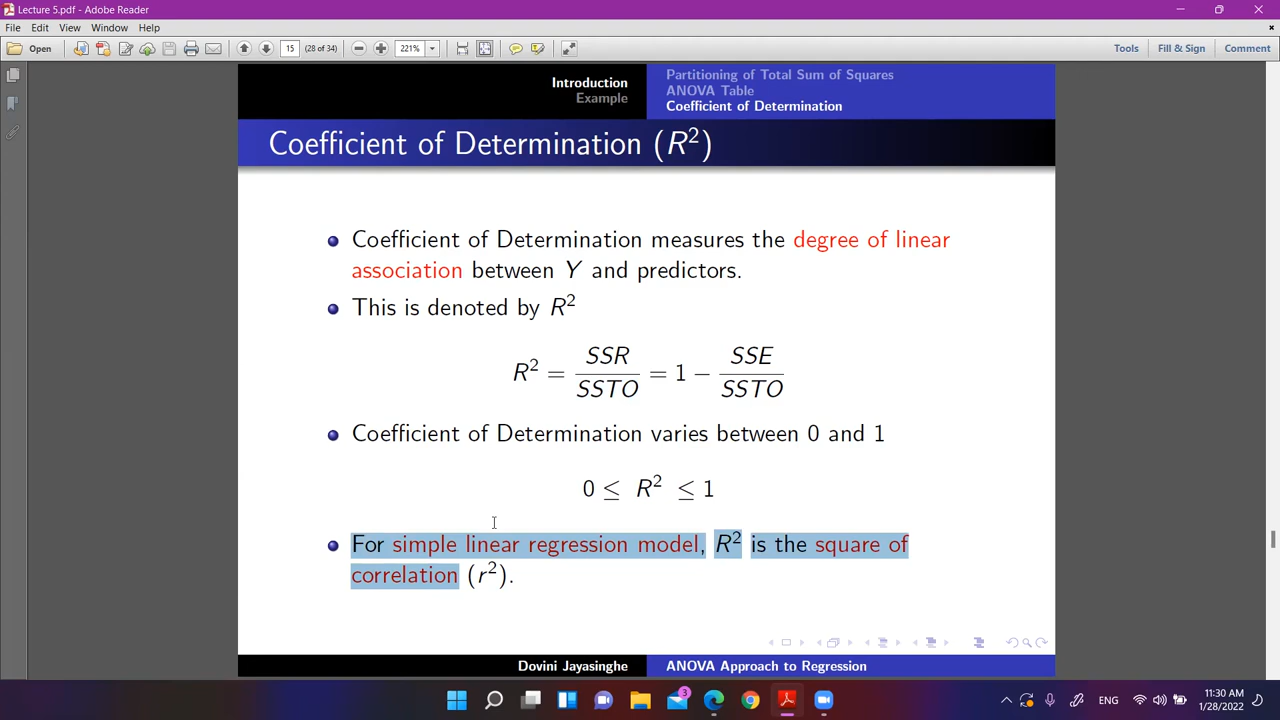 Lecture 5.pdf - Adobe Reader
File Edit View Window Help
Open 15 (28 of 34) 221% Tools Fill & Sign Comment
Introduction
Example
Partitioning of Total Sum of Squares
ANOVA Table
Coefficient of Determination
Coefficient of Determination (R²)
Coefficient of Determination measures the degree of linear
association between Y and predictors.
This is denoted by R²
R² = SSR/SSTO = 1 − SSE/SSTO
Coefficient of Determination varies between 0 and 1
0 ≤ R² ≤ 1
For simple linear regression model, R² is the square of
correlation (r²).
Dovini Jayasinghe ANOVA Approach to Regression
3
ENG
11:30 AM
1/28/2022